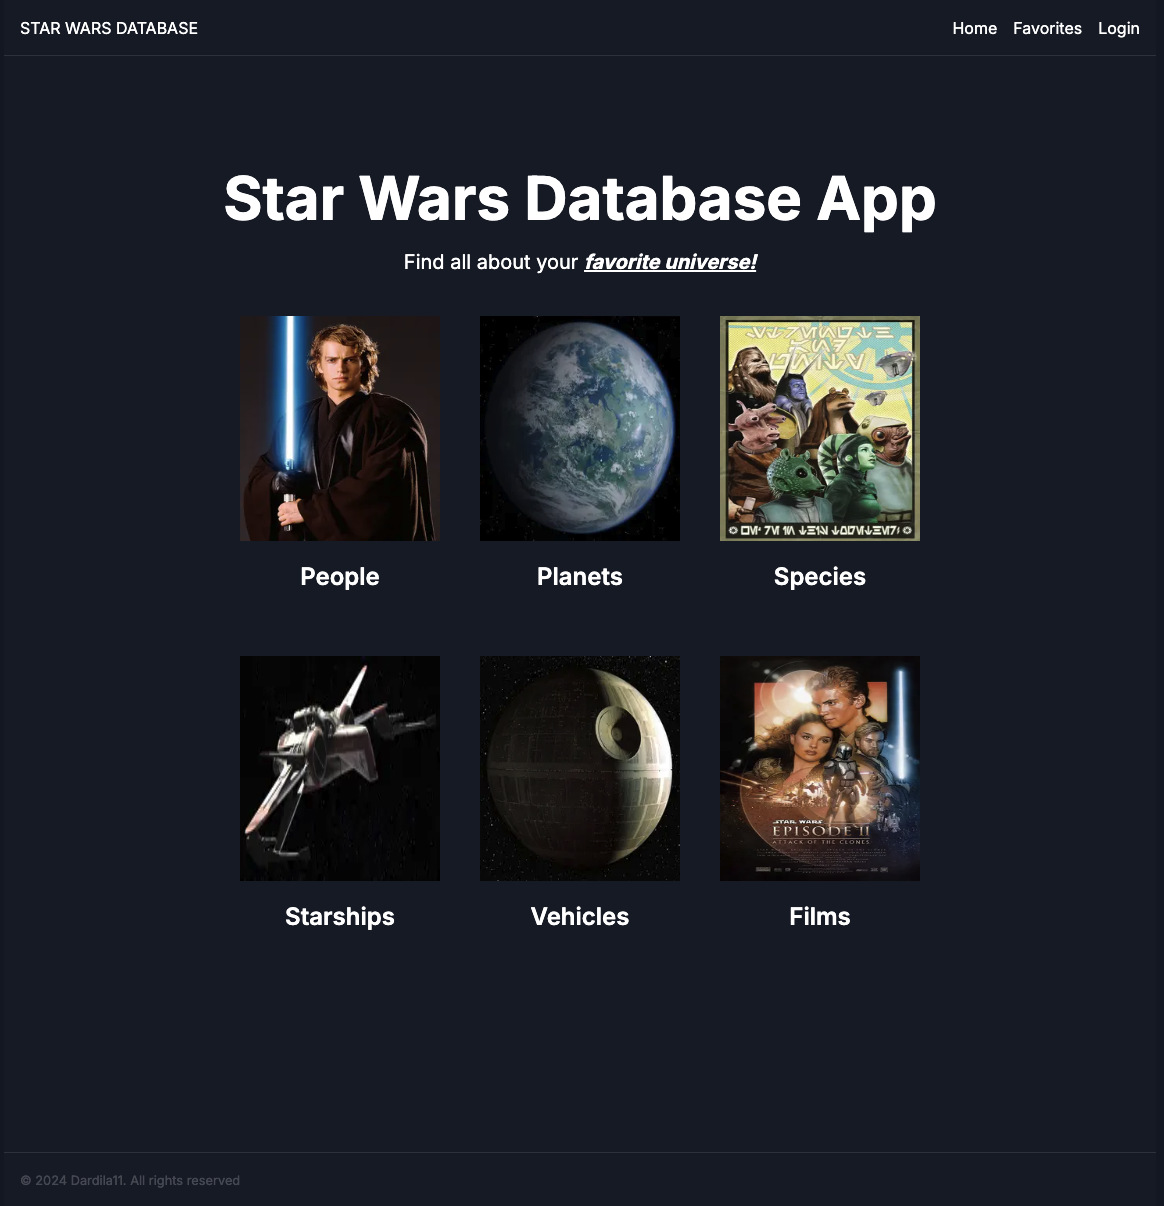 STAR WARS DATABASE
Home Favorites Login
Star Wars Database App
Find all about your favorite universe!
People
Planets
Species
STAR WARS
EPISODE II
ATTACK OF THE CLONES
Starships
Vehicles
Films
© 2024 Dardila11. All rights reserved